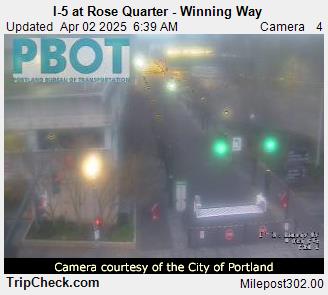 I-5 at Rose Quarter - Winning Way
Updated Apr 02 2025 6:39 AM Camera 4
PBOT
PORTLAND BUREAU OF TRANSPORTATION
Camera courtesy of the City of Portland
TripCheck.com Milepost302.00